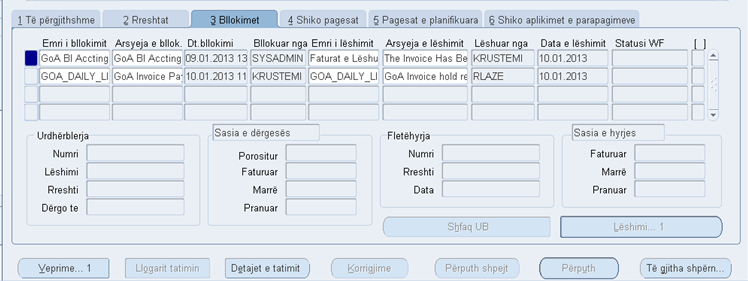 1 Të përgjithshme 2 Rreshtat 3 Bllokimet 4 Shiko pagesat 5 Pagesat e planifikuara 6 Shiko aplikimet e parapagimeve
Emri i bllokimit Arsyeja e bllok. Dt.bllokimi Bllokuar nga Emri i lëshimit Arsyeja e lëshimit Lëshuar nga Data e lëshimit Statusi WF [ ]
GoA BI Accting GoA BI Accting 09.01.2013 13 SYSADMIN Faturat e Lëshu The Invoice Has Be KRUSTEMI 10.01.2013
GOA_DAILY_LI GoA Invoice Pay 10.01.2013 11 KRUSTEMI GOA_DAILY_LI GoA Invoice hold re RLAZE 10.01.2013
Urdhërblerja Sasia e dërgesës Fletëhyrja Sasia e hyrjes
Numri Porositur Numri Faturuar
Lëshimi Faturuar Rreshti Marrë
Rreshti Marrë Data Pranuar
Dërgo te Pranuar
Shfaq UB Lëshimi... 1
Veprime... 1 Llogarit tatimin Detajet e tatimit Korrigjime Përputh shpejt Përputh Të gjitha shpërn...